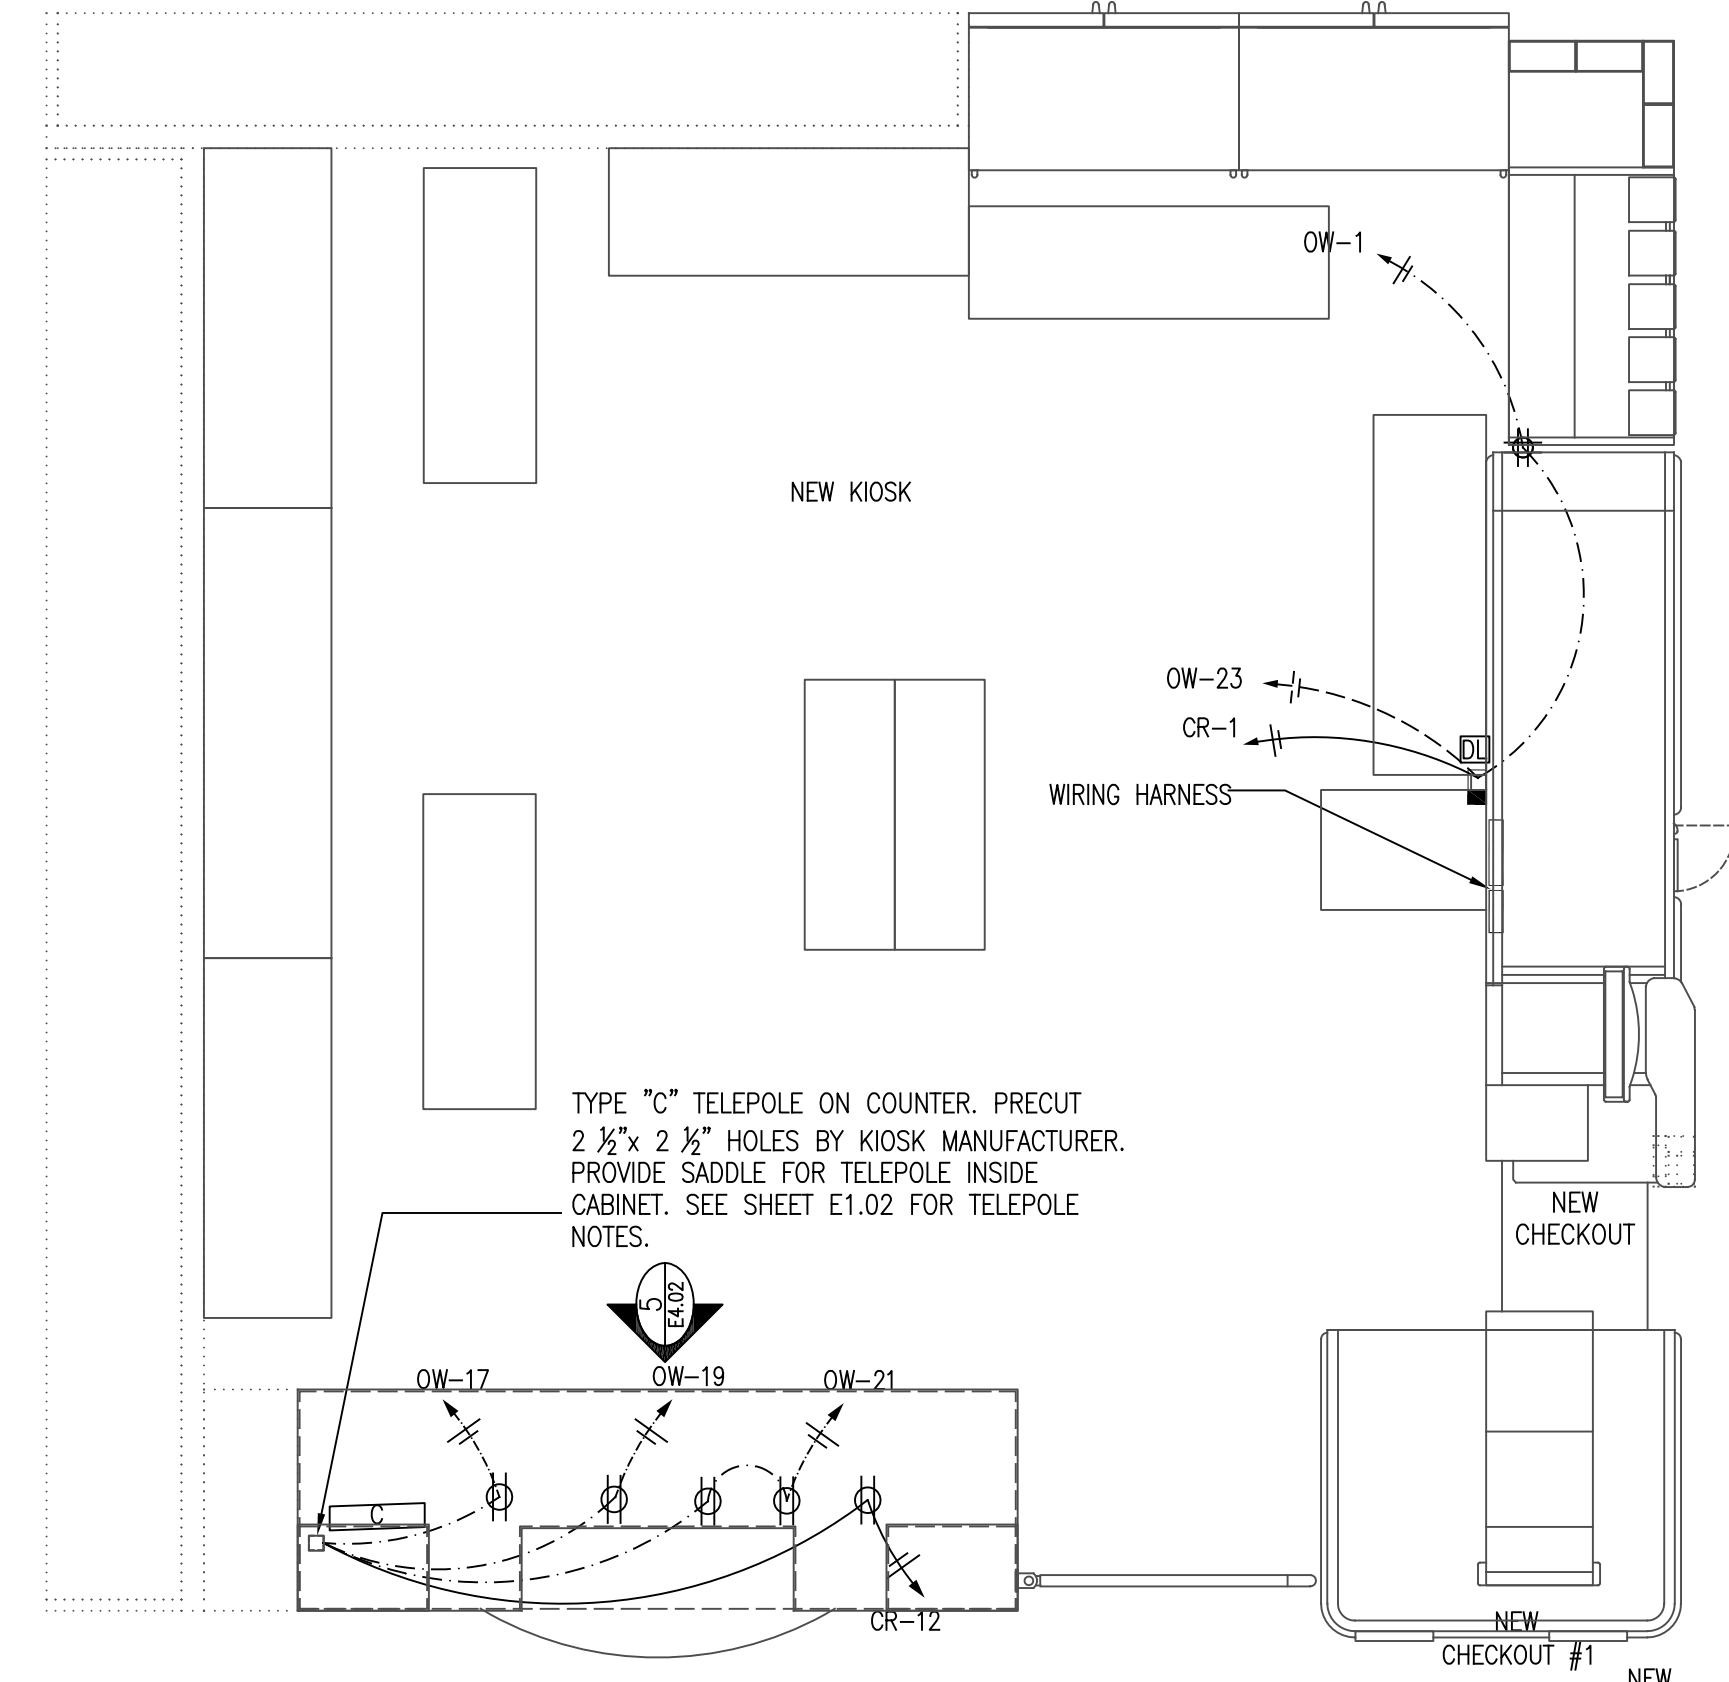 OW-1
NEW KIOSK
OW-23
CR-1
DL
WIRING HARNESS
TYPE "C" TELEPOLE ON COUNTER. PRECUT
2 ½"x 2 ½" HOLES BY KIOSK MANUFACTURER.
PROVIDE SADDLE FOR TELEPOLE INSIDE
CABINET. SEE SHEET E1.02 FOR TELEPOLE
NOTES.
NEW
CHECKOUT
5
E4.02
OW-17
OW-19
OW-21
C
CR-12
NEW
CHECKOUT #1
NEW